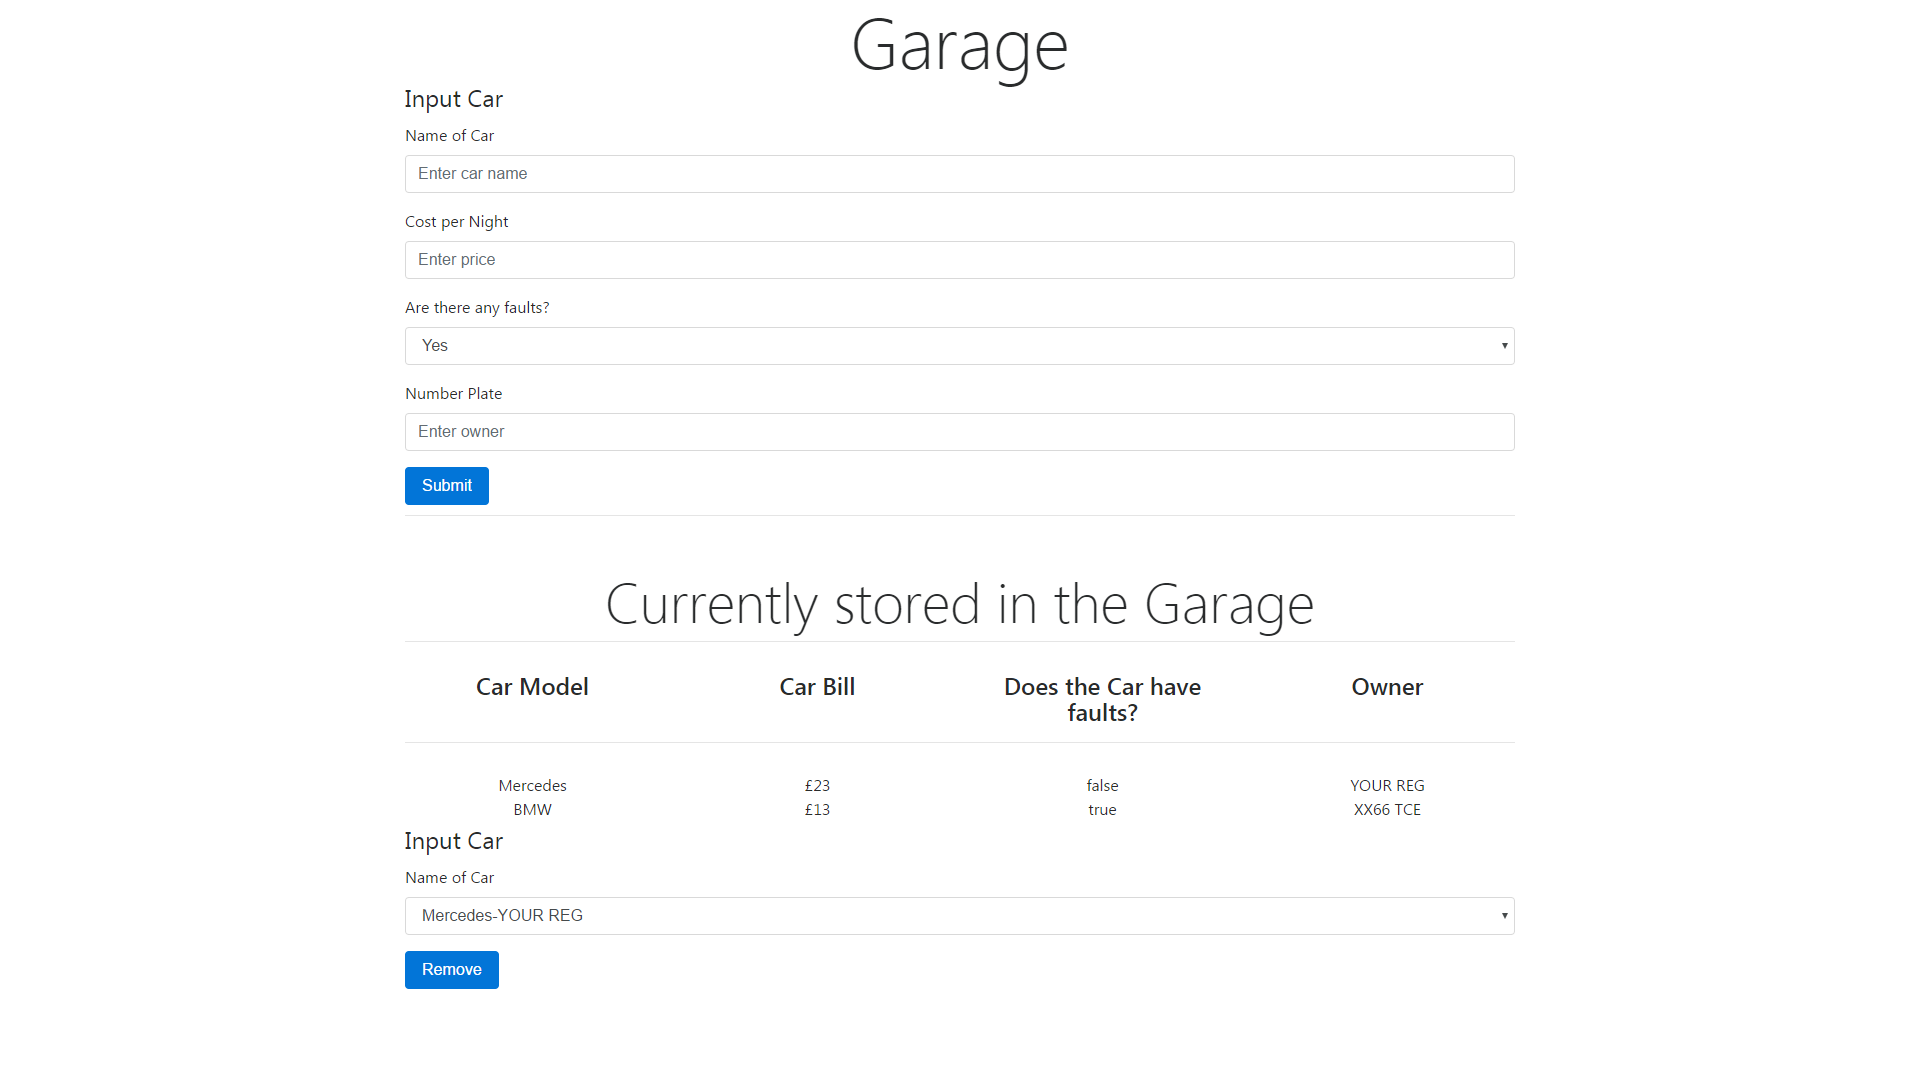 Garage
Input Car
Name of Car
Enter car name
Cost per Night
Enter price
Are there any faults?
Yes
Number Plate
Enter owner
Submit
Currently stored in the Garage
Car Model Car Bill Does the Car have faults? Owner
Mercedes £23 false YOUR REG
BMW £13 true XX66 TCE
Input Car
Name of Car
Mercedes-YOUR REG
Remove